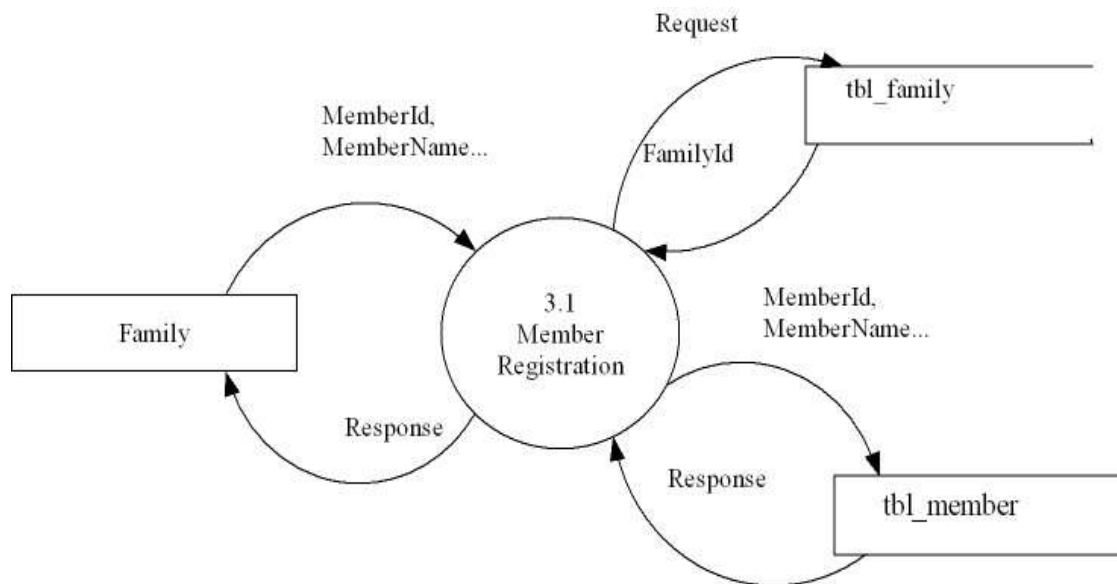 Request
tbl_family
MemberId,
MemberName...
FamilyId
3.1
Member
Registration
MemberId,
MemberName...
Family
Response
Response
tbl_member